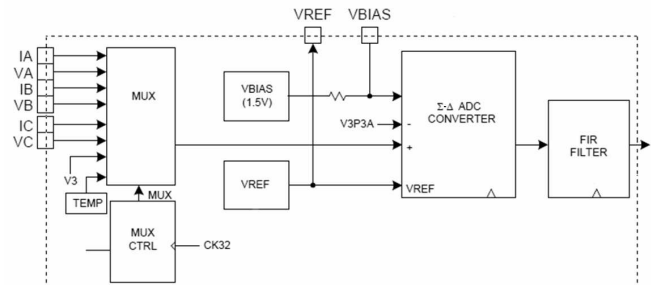 VREF VBIAS
IA
VA
IB
VB
IC
VC
V3
TEMP
MUX
MUX
MUX
CTRL
CK32
VBIAS
(1.5V)
V3P3A
-
+
VREF
VREF
Σ-Δ ADC
CONVERTER
FIR
FILTER